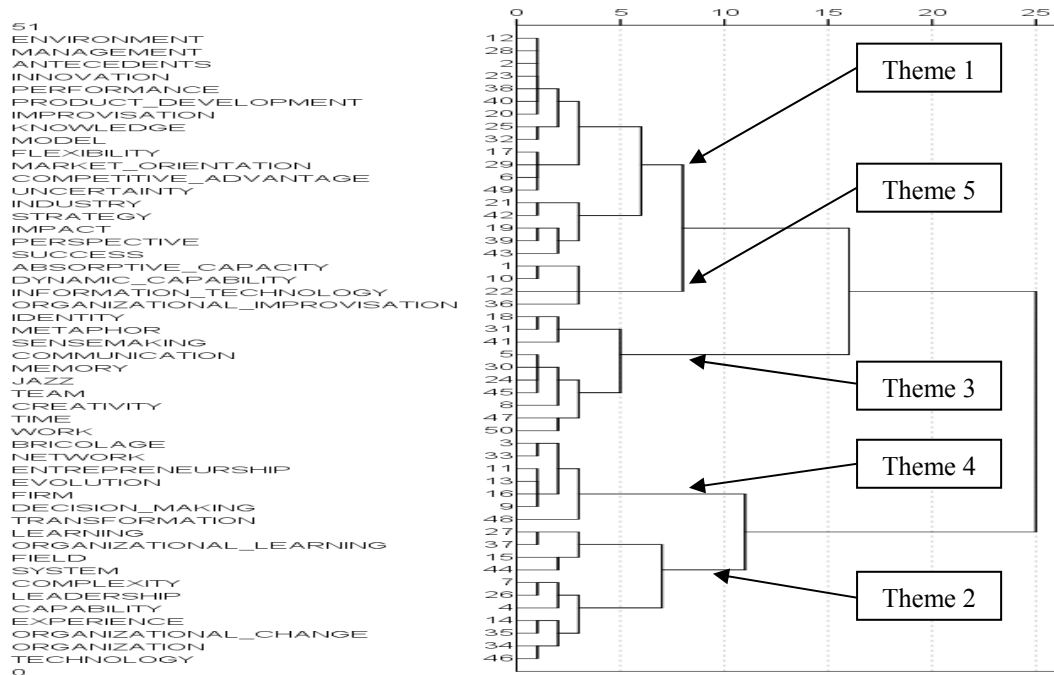 0 5 10 15 20 25
51
ENVIRONMENT 12
MANAGEMENT 28
ANTECEDENTS 2
INNOVATION 23
PERFORMANCE 38
PRODUCT_DEVELOPMENT 40
IMPROVISATION 20
KNOWLEDGE 25
MODEL 32
FLEXIBILITY 17
MARKET_ORIENTATION 29
COMPETITIVE_ADVANTAGE 6
UNCERTAINTY 49
INDUSTRY 21
STRATEGY 42
IMPACT 19
PERSPECTIVE 39
SUCCESS 43
ABSORPTIVE_CAPACITY 1
DYNAMIC_CAPABILITY 10
INFORMATION_TECHNOLOGY 22
ORGANIZATIONAL_IMPROVISATION 36
IDENTITY 18
METAPHOR 31
SENSEMAKING 41
COMMUNICATION 5
MEMORY 30
JAZZ 24
TEAM 45
CREATIVITY 8
TIME 47
WORK 50
BRICOLAGE 3
NETWORK 33
ENTREPRENEURSHIP 11
EVOLUTION 13
FIRM 16
DECISION_MAKING 9
TRANSFORMATION 48
LEARNING 27
ORGANIZATIONAL_LEARNING 37
FIELD 15
SYSTEM 44
COMPLEXITY 7
LEADERSHIP 26
CAPABILITY 4
EXPERIENCE 14
ORGANIZATIONAL_CHANGE 35
ORGANIZATION 34
TECHNOLOGY 46
0
Theme 1
Theme 5
Theme 3
Theme 4
Theme 2